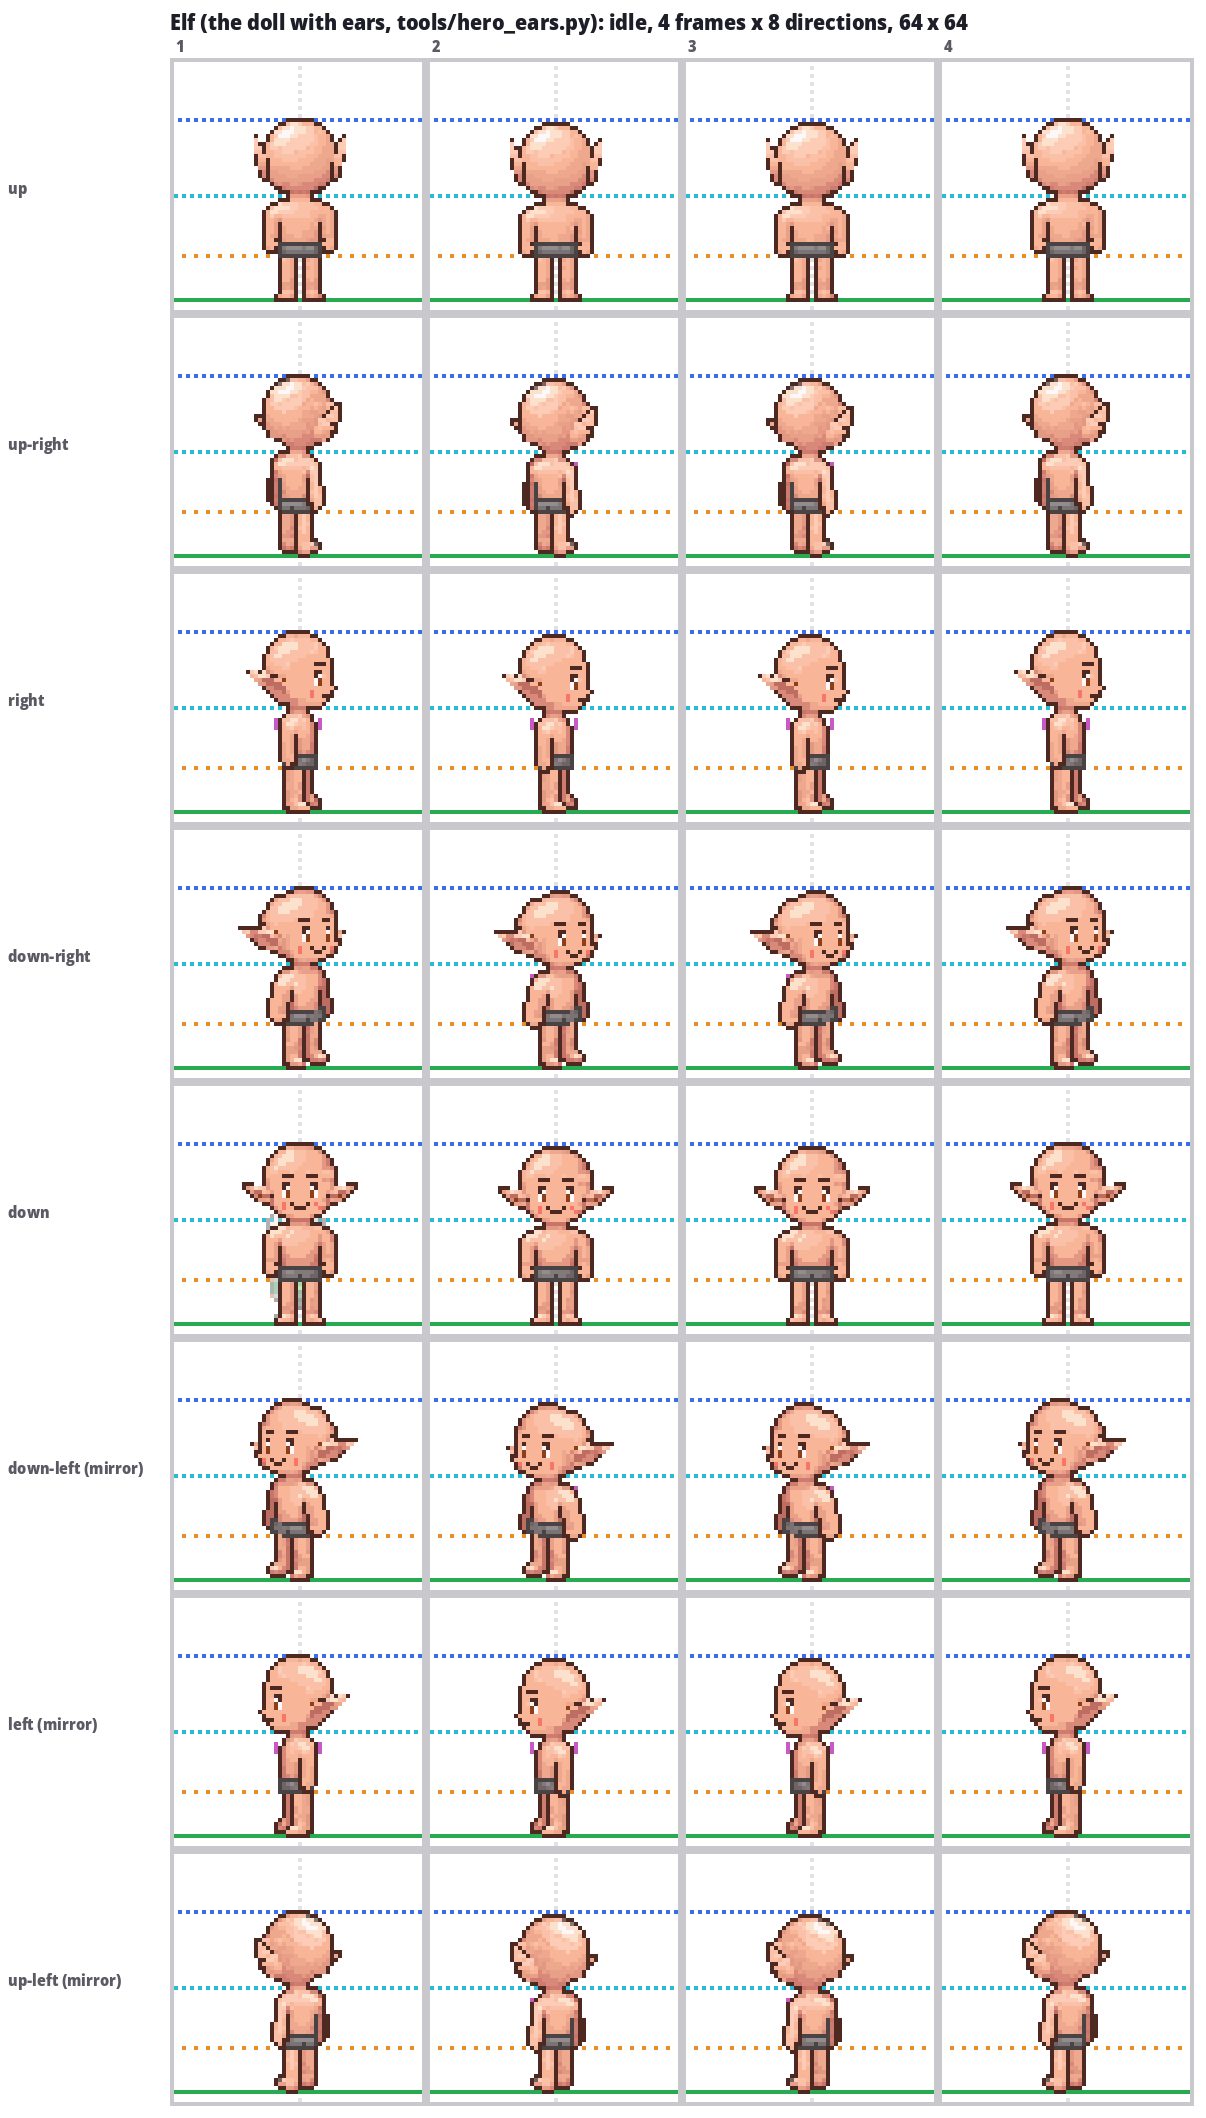 Elf (the doll with ears, tools/hero_ears.py): idle, 4 frames x 8 directions, 64 x 64
1 2 3 4
up
up-right
right
down-right
down
down-left (mirror)
left (mirror)
up-left (mirror)